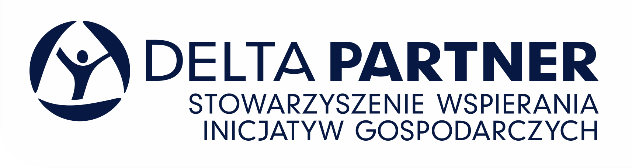 DELTA PARTNER
STOWARZYSZENIE WSPIERANIA
INICJATYW GOSPODARCZYCH